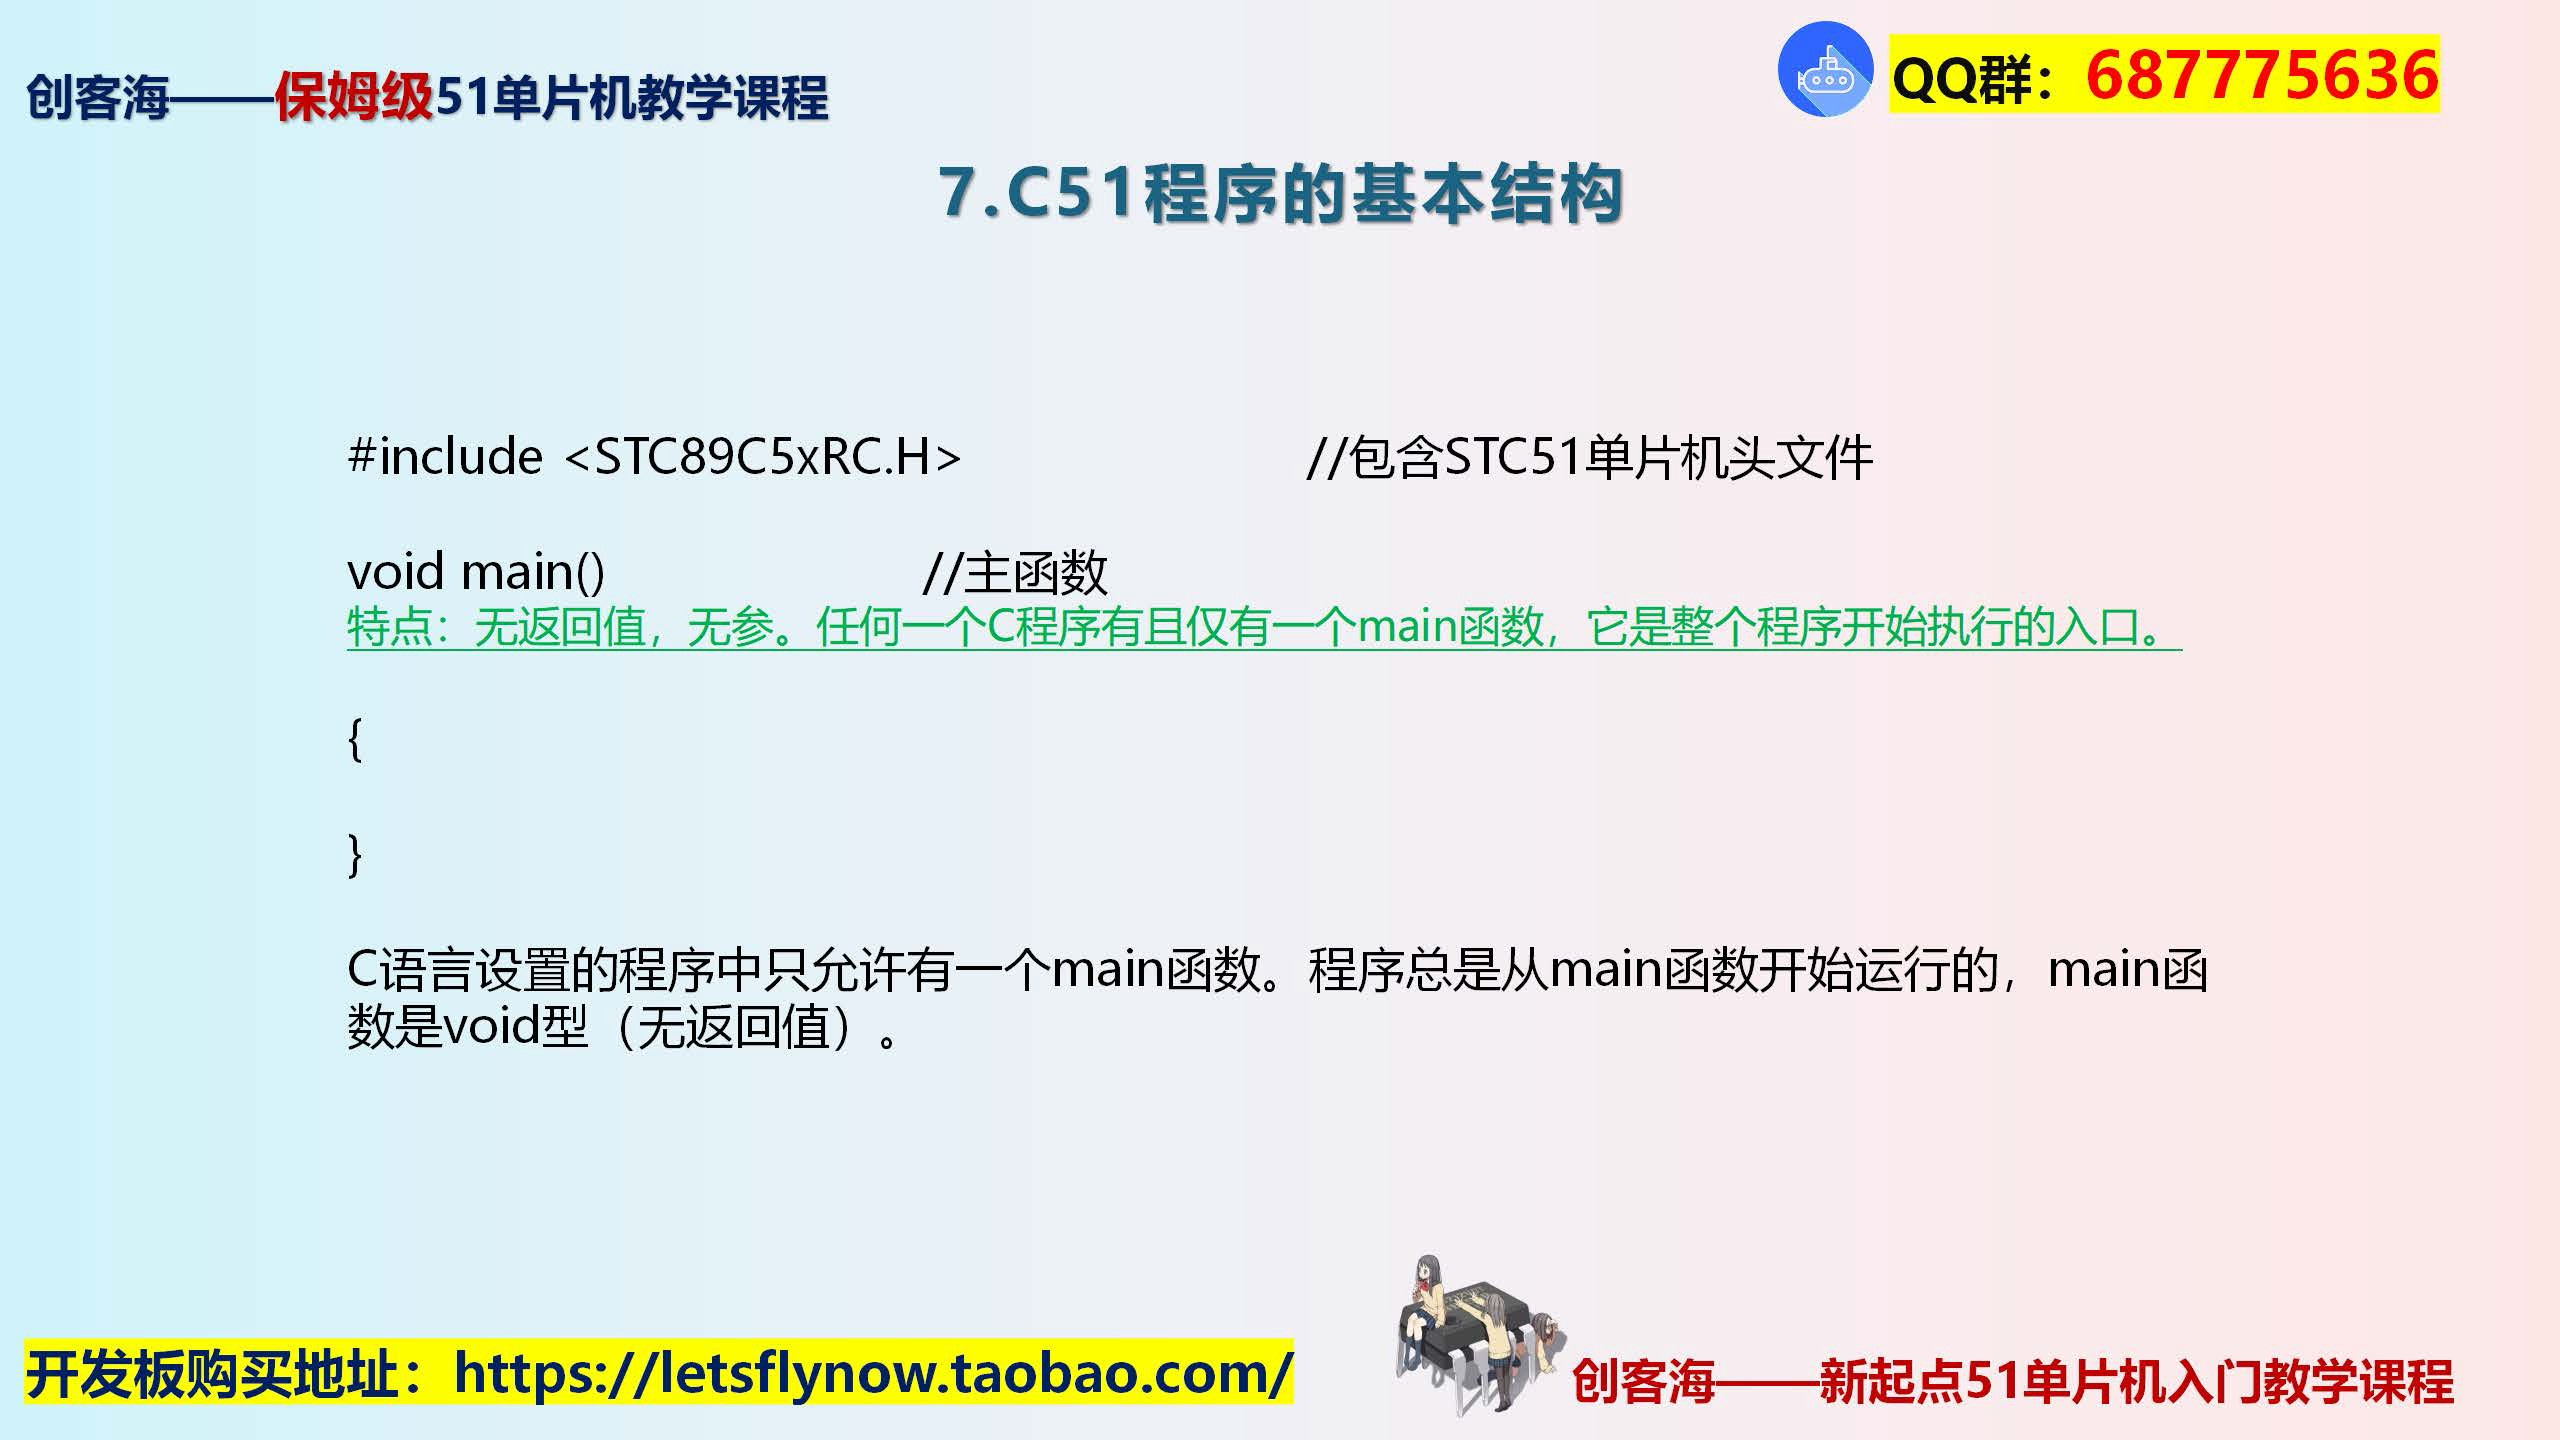 创客海——保姆级51单片机教学课程
QQ群：687775636
7.C51程序的基本结构
#include <STC89C5xRC.H> //包含STC51单片机头文件
void main() //主函数
特点：无返回值，无参。任何一个C程序有且仅有一个main函数，它是整个程序开始执行的入口。
{
}
C语言设置的程序中只允许有一个main函数。程序总是从main函数开始运行的，main函
数是void型（无返回值）。
开发板购买地址：https://letsflynow.taobao.com/
创客海——新起点51单片机入门教学课程